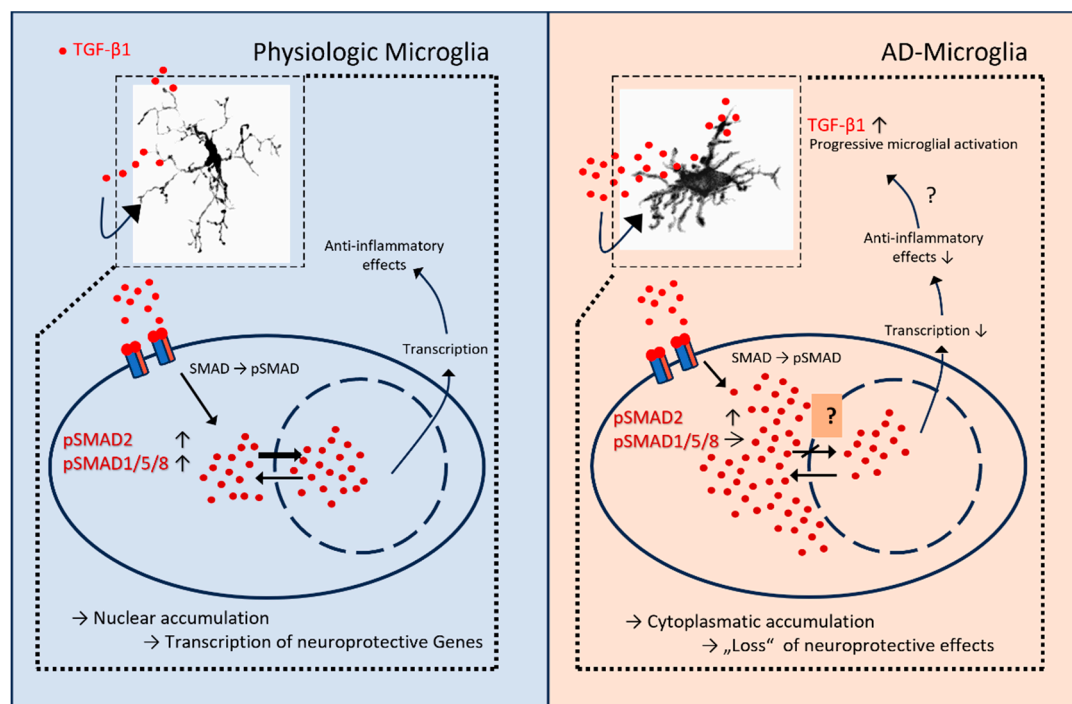 TGF-β1
Physiologic Microglia
Anti-inflammatory
effects
Transcription
SMAD → pSMAD
pSMAD2 ↑
pSMAD1/5/8 ↑
→ Nuclear accumulation
→ Transcription of neuroprotective Genes
AD-Microglia
TGF-β1 ↑
Progressive microglial activation
?
Anti-inflammatory
effects ↓
Transcription ↓
SMAD → pSMAD
?
pSMAD2 ↑
pSMAD1/5/8 →
→ Cytoplasmatic accumulation
→ „Loss“ of neuroprotective effects